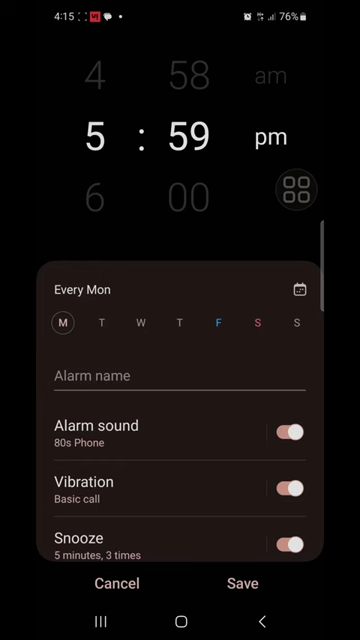 4:15 76%
4 58 am
5 : 59 pm
6 00
Every Mon
M T W T F S S
Alarm name
Alarm sound
80s Phone
Vibration
Basic call
Snooze
5 minutes, 3 times
Cancel Save